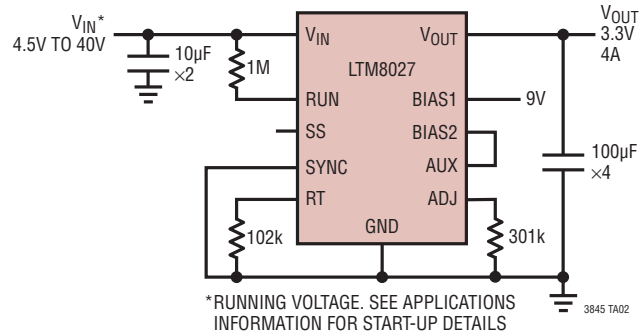 VIN*
4.5V TO 40V
10µF
×2
1M
VIN
RUN
SS
SYNC
RT
LTM8027
GND
VOUT
BIAS1
BIAS2
AUX
ADJ
9V
102k
301k
VOUT
3.3V
4A
100µF
×4
*RUNNING VOLTAGE. SEE APPLICATIONS
INFORMATION FOR START-UP DETAILS
3845 TA02